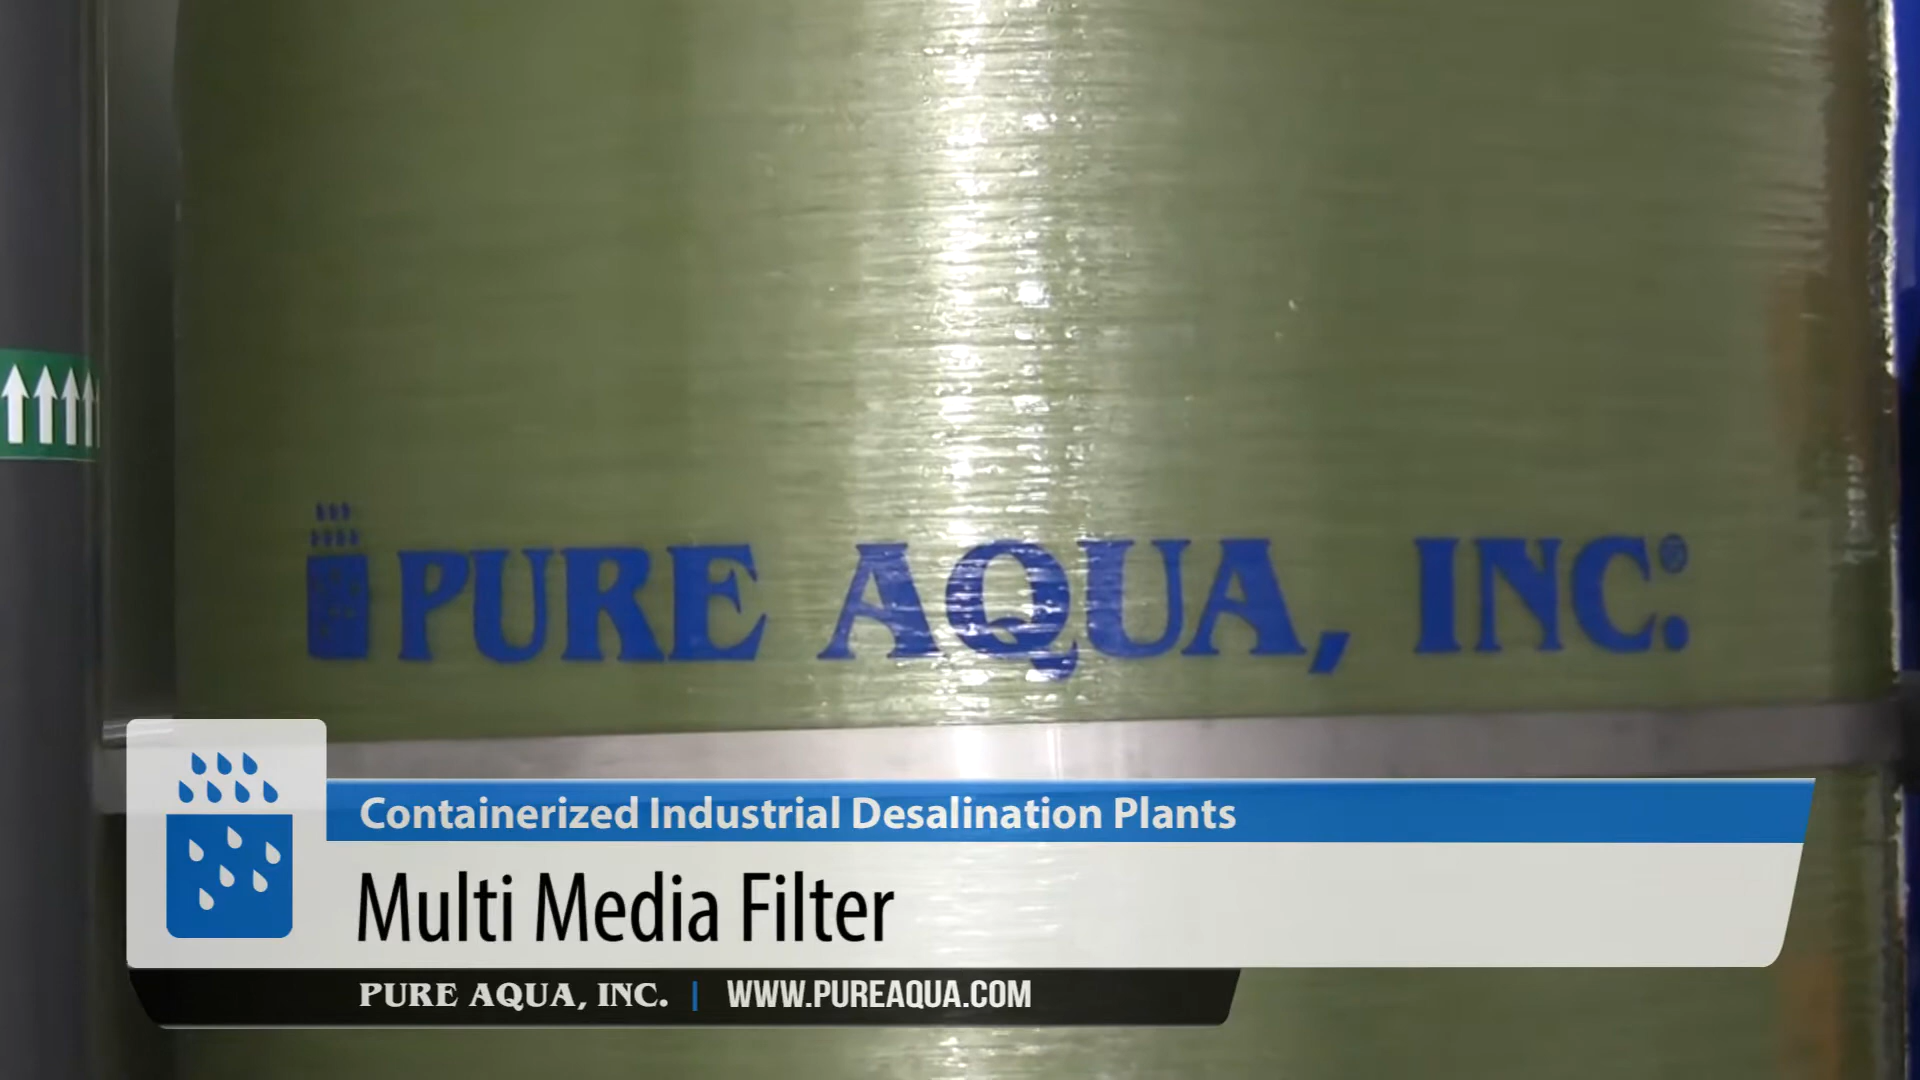 PURE AQUA, INC.®
Containerized Industrial Desalination Plants
Multi Media Filter
PURE AQUA, INC. | WWW.PUREAQUA.COM